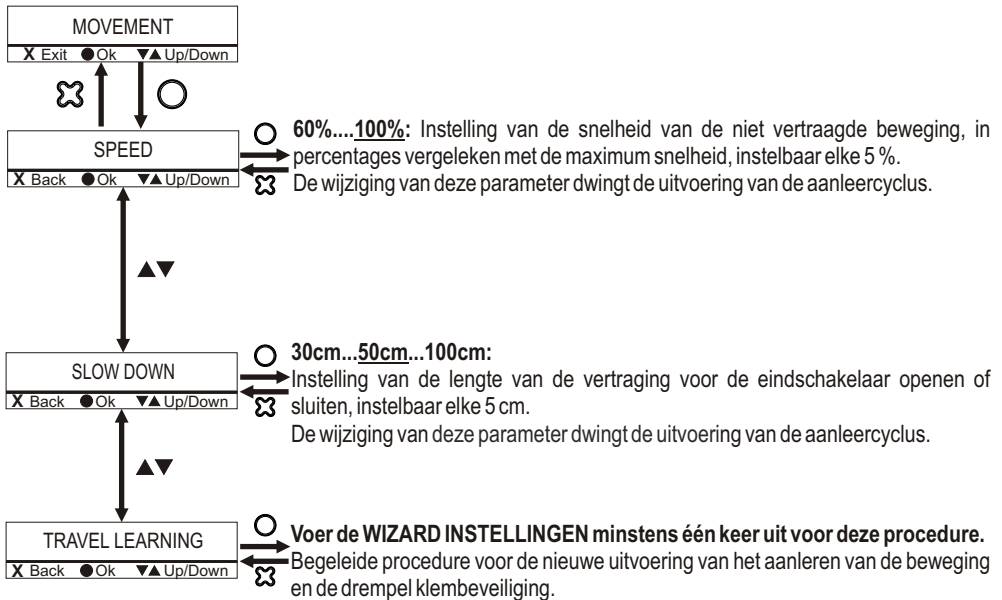 MOVEMENT
X Exit ●Ok ▼▲Up/Down
SPEED
X Back ●Ok ▼▲Up/Down
60%....100%: Instelling van de snelheid van de niet vertraagde beweging, in
percentages vergeleken met de maximum snelheid, instelbaar elke 5 %.
De wijziging van deze parameter dwingt de uitvoering van de aanleercyclus.
▲▼
SLOW DOWN
X Back ●Ok ▼▲Up/Down
30cm...50cm...100cm:
Instelling van de lengte van de vertraging voor de eindschakelaar openen of
sluiten, instelbaar elke 5 cm.
De wijziging van deze parameter dwingt de uitvoering van de aanleercyclus.
▲▼
TRAVEL LEARNING
X Back ●Ok ▼▲Up/Down
Voer de WIZARD INSTELLINGEN minstens één keer uit voor deze procedure.
Begeleide procedure voor de nieuwe uitvoering van het aanleren van de beweging
en de drempel klembeveiliging.